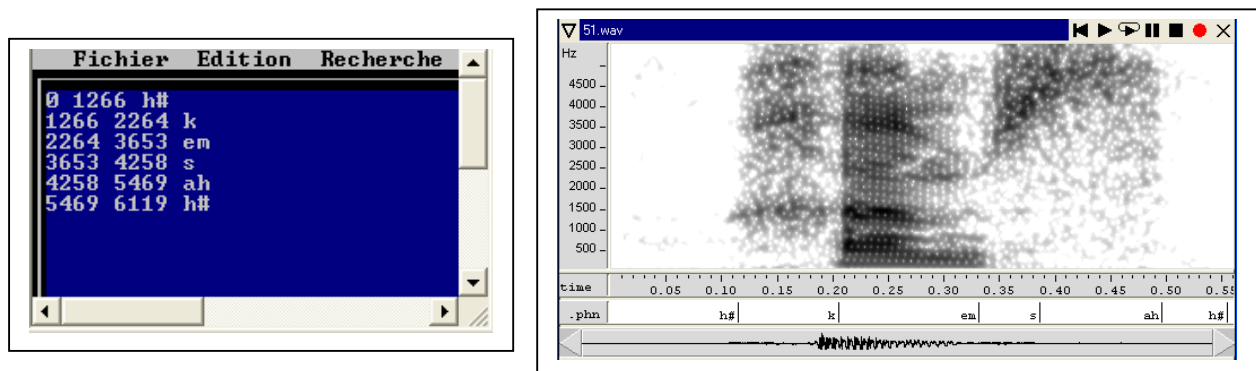 Fichier Edition Recherche
0 1266 h#
1266 2264 k
2264 3653 em
3653 4258 s
4258 5469 ah
5469 6119 h#
51.wav
Hz
4500
4000
3500
3000
2500
2000
1500
1000
500
time 0.05 0.10 0.15 0.20 0.25 0.30 0.35 0.40 0.45 0.50 0.55
.phn h# k em s ah h#